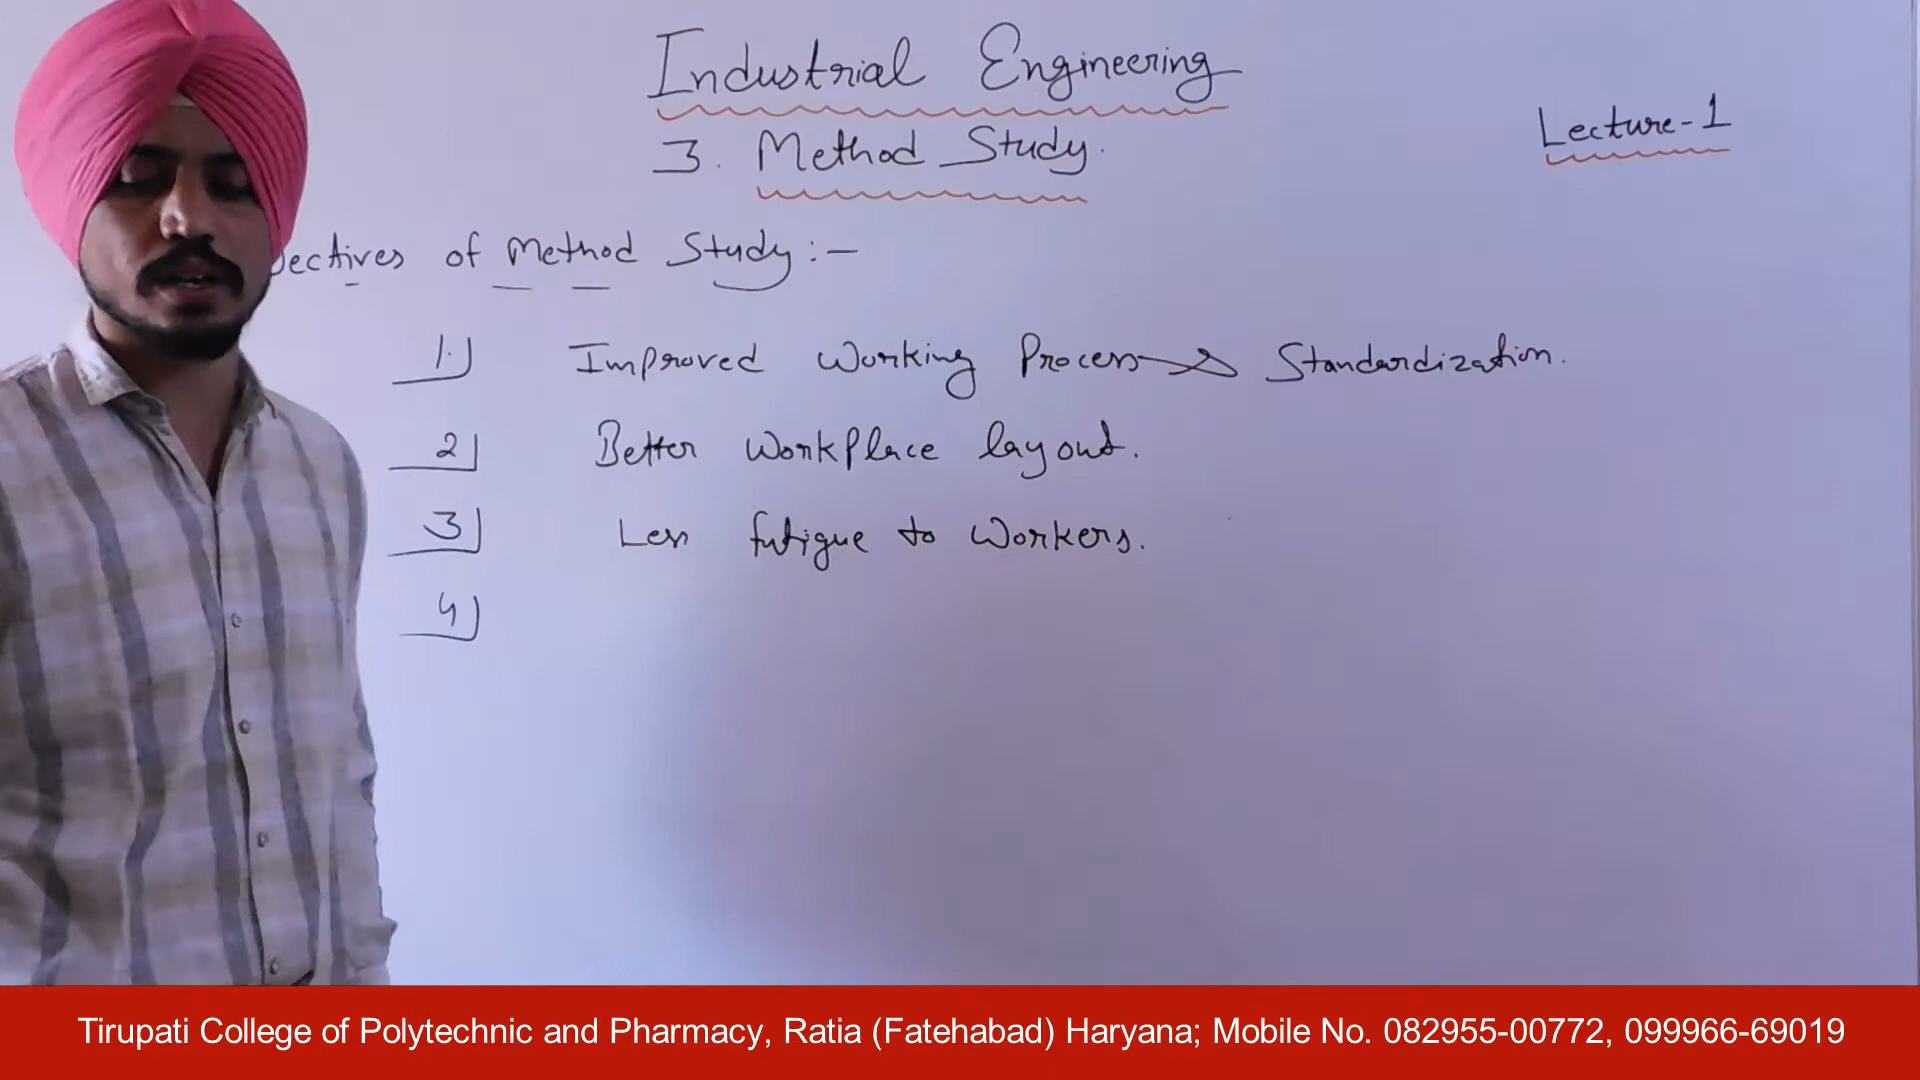 Industrial Engineering
Lecture-1
3. Method Study.
jectives of Method Study :-
1. Improved Working Process → Standardization.
2 Better WorkPlace layout.
3 Less fatigue to Workers.
4
Tirupati College of Polytechnic and Pharmacy, Ratia (Fatehabad) Haryana; Mobile No. 082955-00772, 099966-69019